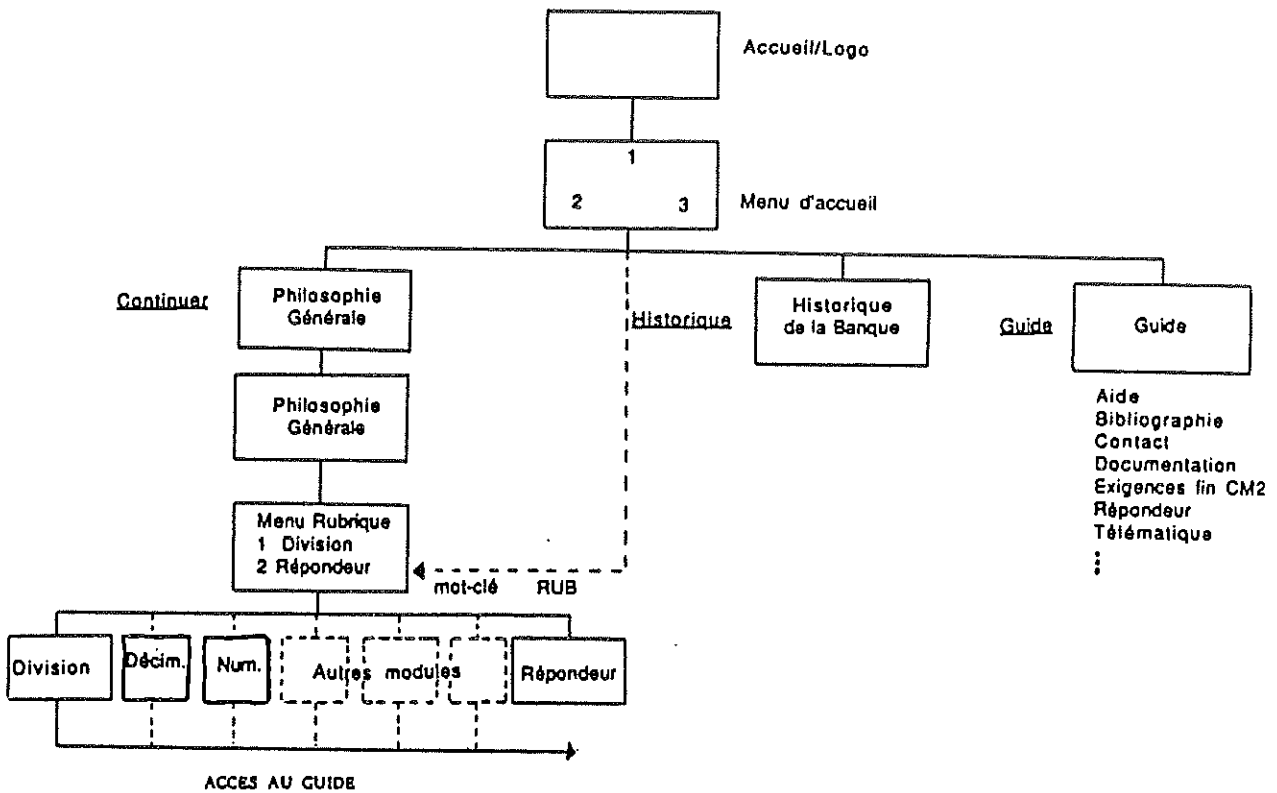 Accueil/Logo
1
2 3
Menu d'accueil
Continuer
Philosophie
Générale
Historique
Historique
de la Banque
Guide
Guide
Philosophie
Générale
Aide
Bibliographie
Contact
Documentation
Exigences fin CM2
Répondeur
Télématique
Menu Rubrique
1 Division
2 Répondeur
mot-clé RUB
Division
Décim.
Num.
Autres modules
Répondeur
ACCES AU GUIDE